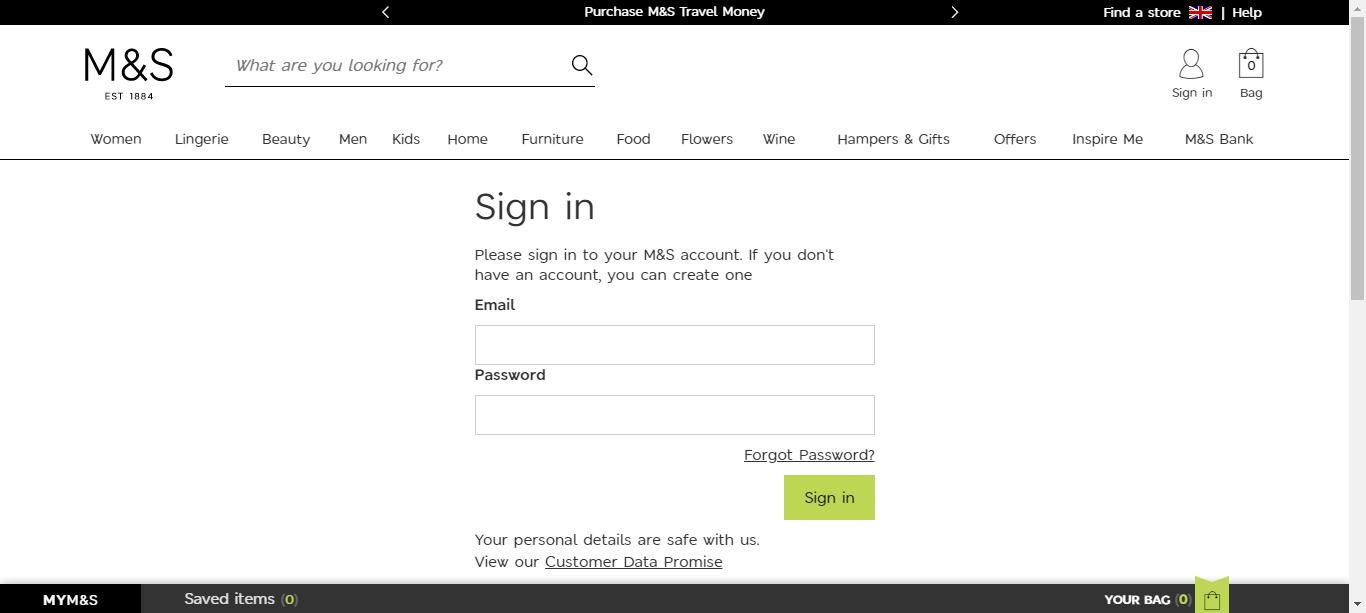 Purchase M&S Travel Money
Find a store | Help
M&S
EST 1884
What are you looking for?
0
Sign in
Bag
Women Lingerie Beauty Men Kids Home Furniture Food Flowers Wine Hampers & Gifts Offers Inspire Me M&S Bank
Sign in
Please sign in to your M&S account. If you don't
have an account, you can create one
Email
Password
Forgot Password?
Sign in
Your personal details are safe with us.
View our Customer Data Promise
MYM&S Saved items (0) YOUR BAG (0)